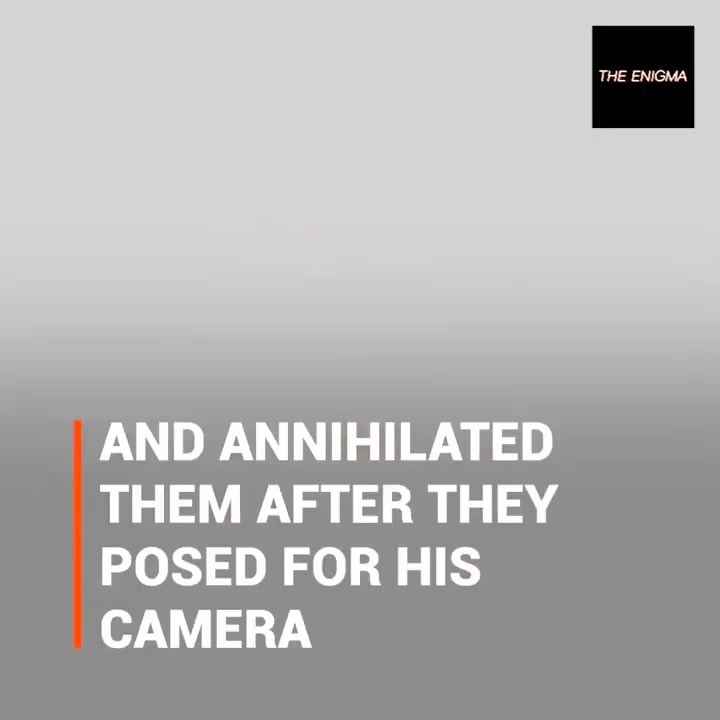 THE ENIGMA
AND ANNIHILATED
THEM AFTER THEY
POSED FOR HIS
CAMERA